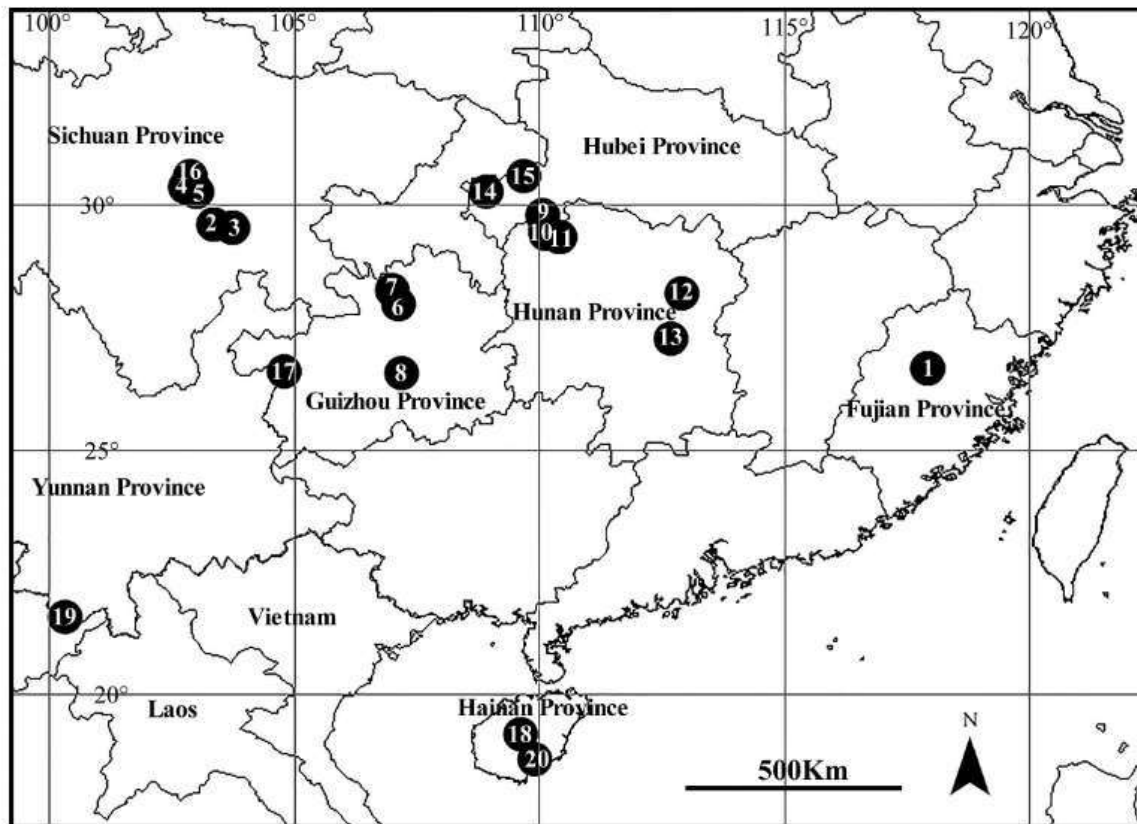 100° 105° 110° 115° 120°
Sichuan Province
Hubei Province
16
4
5
15
14
30°
2 3
9
10 11
7
6
12
Hunan Province
13
17
8
1
Guizhou Province
Fujian Province
25°
Yunnan Province
19
Vietnam
20°
Laos
Hainan Province
18
20
N
500Km